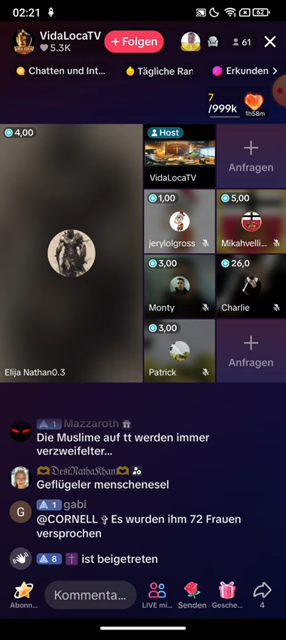 02:21
62
VidaLocaTV
5.3K
+ Folgen
61
Chatten und Int...
Tägliche Ran
Erkunden >
7
/999k
1h58m
4,00
Host
VidaLocaTV
Anfragen
1,00
jerylolgross
5,00
Mikahvelli...
3,00
Monty
26,0
Charlie
3,00
Patrick
Anfragen
Elija Nathan0.3
1 Mazzaroth
Die Muslime auf tt werden immer
verzweifelter...
𝔇𝔢𝔰𝔦ℜ𝔞𝔱𝔥𝔞𝔎𝔥𝔞𝔫
Geflügeler menschenesel
G
1 gabi
@CORNELL ✞ Es wurden ihm 72 Frauen
versprochen
8 ist beigetreten
Abonn...
Kommenta...
LIVE mi...
Senden
Gesche...
4